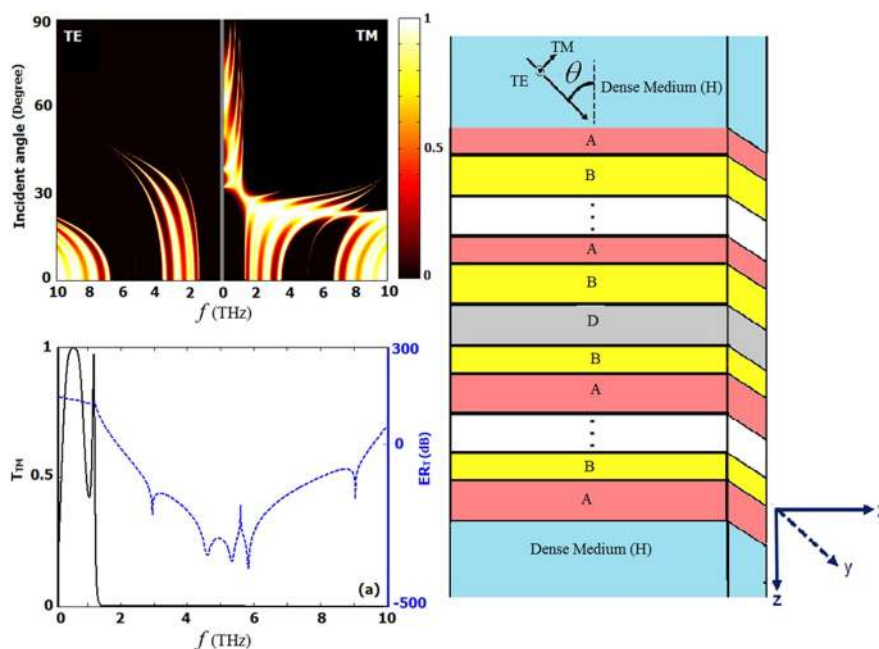 90
TE
TM
1
60
0.5
30
0
0
10 8 6 4 2 0 2 4 6 8 10
Incident angle (Degree)
f (THz)
1
300
0.5
0
(a)
0
-500
0 2 4 6 8 10
T_TM
ER_T (dB)
f (THz)
TM
TE
θ
Dense Medium (H)
A
B
⋮
A
B
D
B
A
⋮
B
A
Dense Medium (H)
y
z